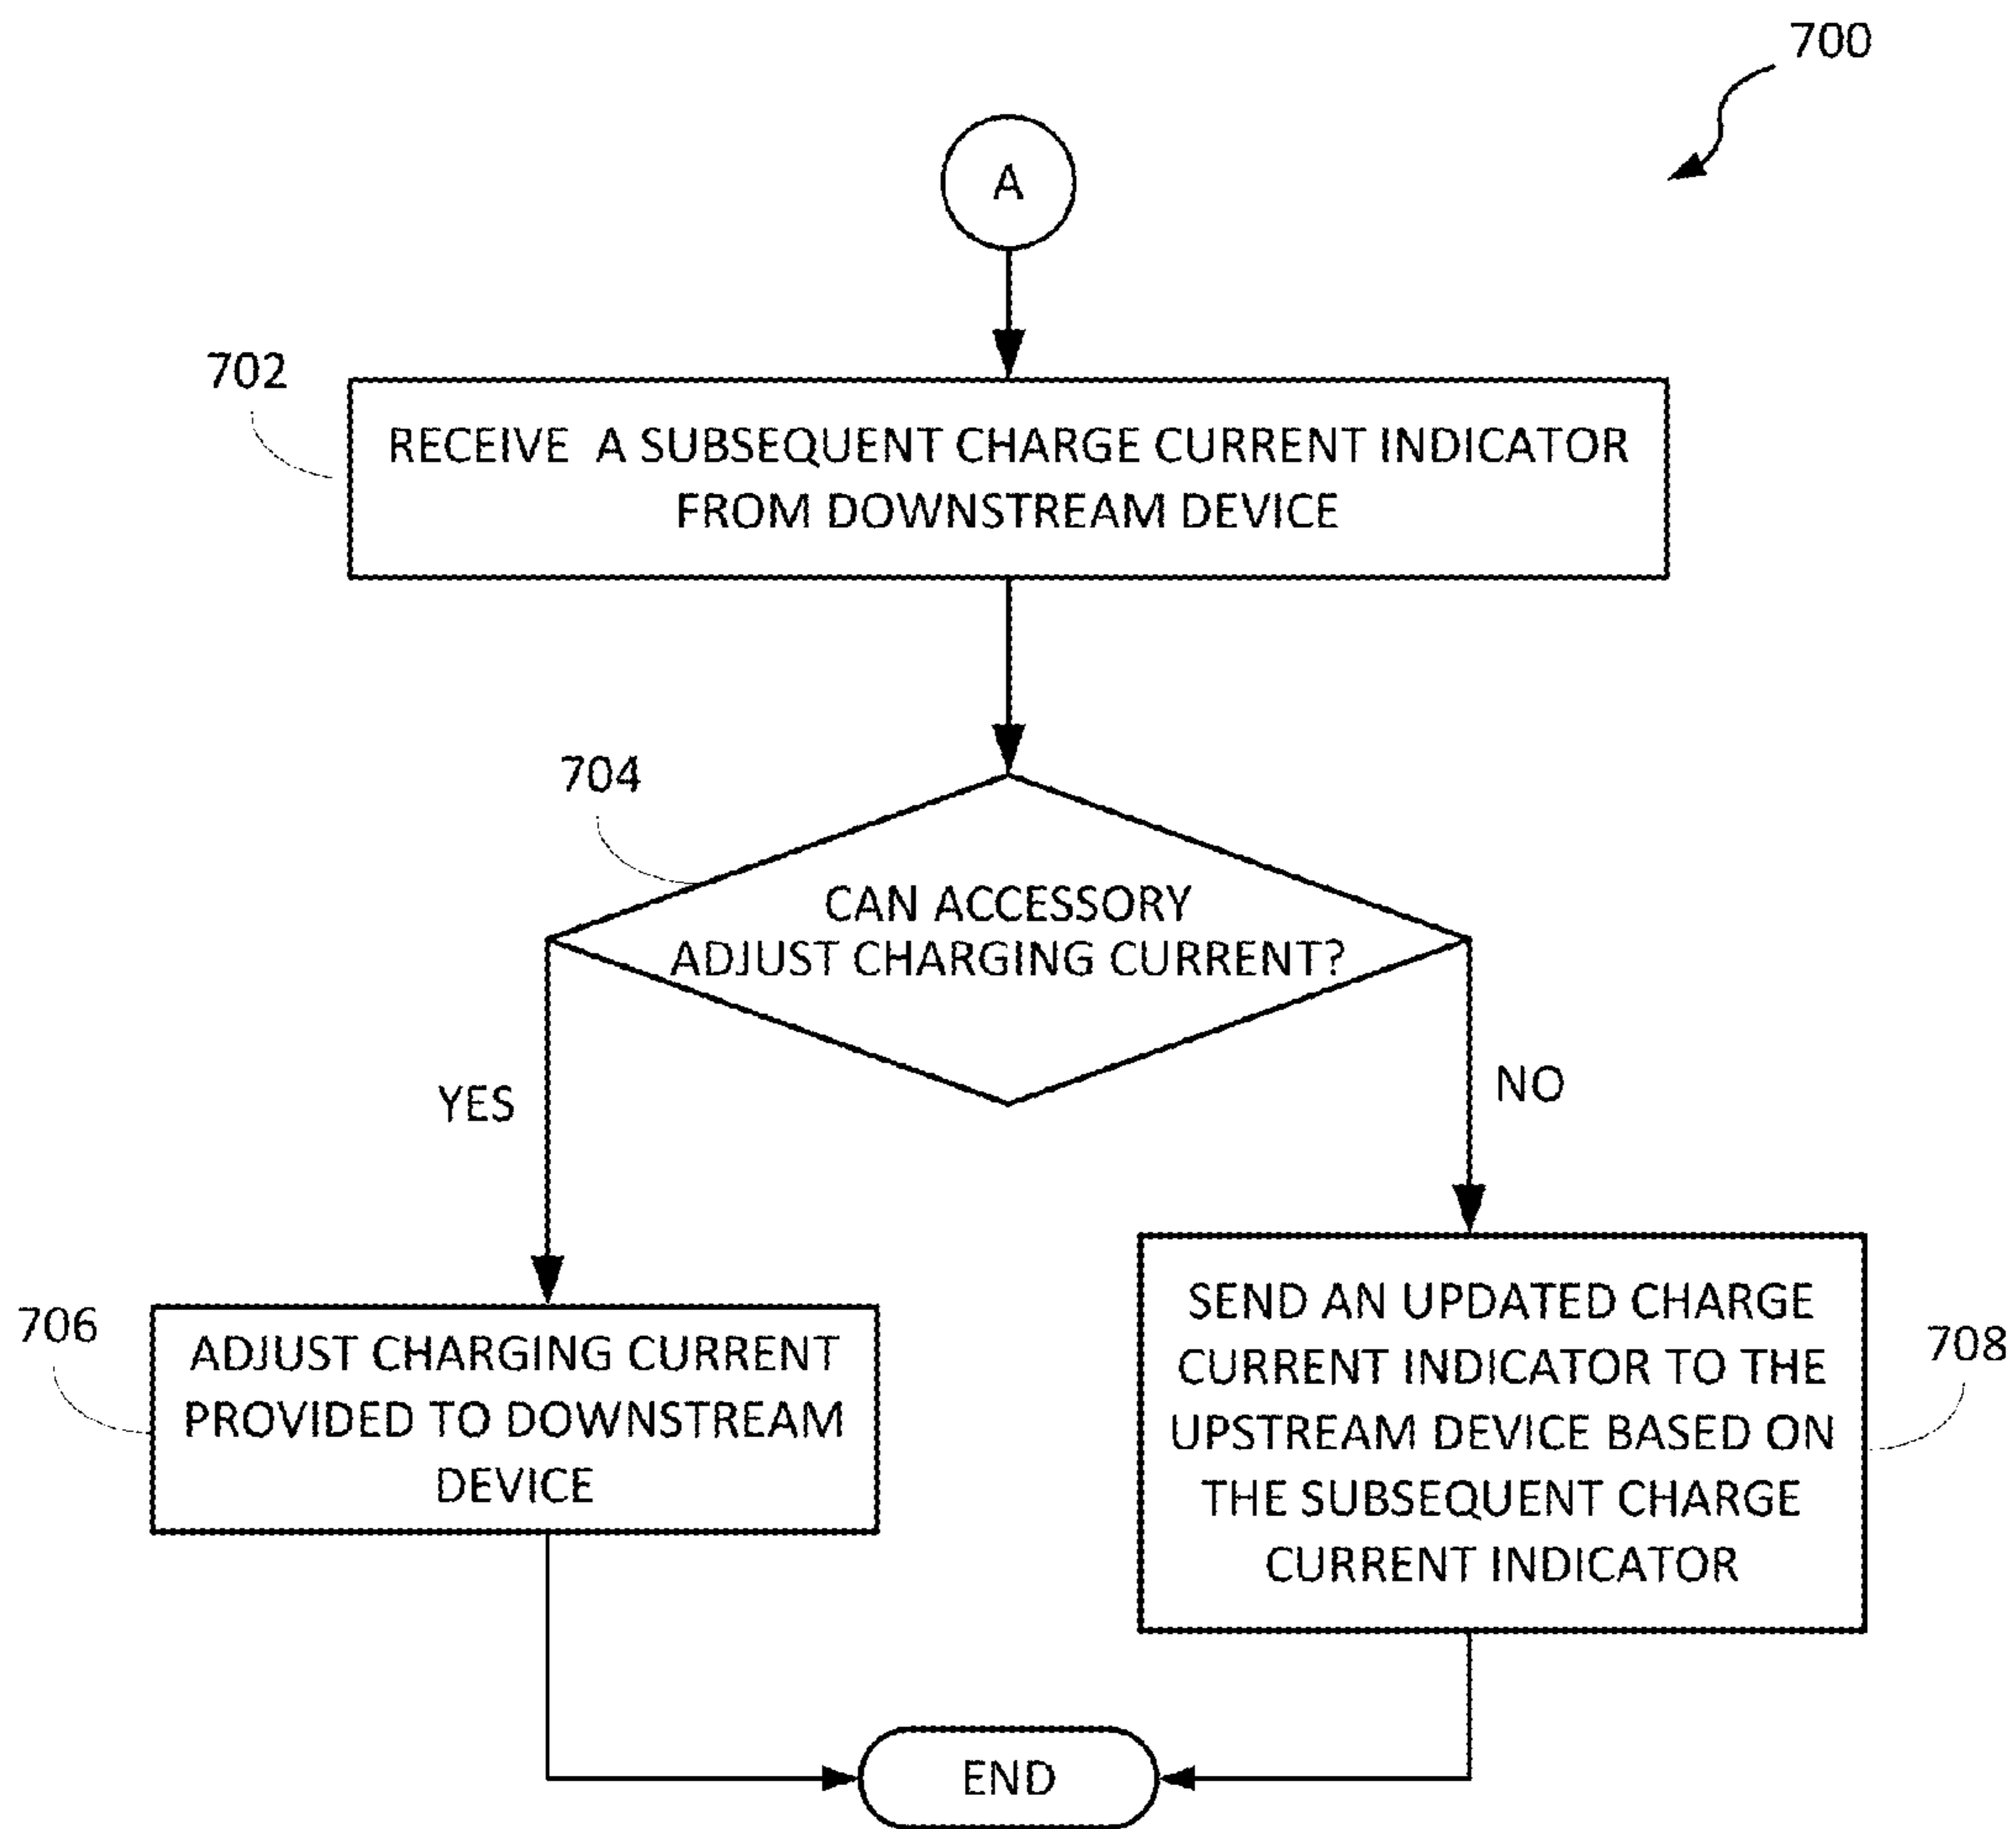 700
A
702
RECEIVE A SUBSEQUENT CHARGE CURRENT INDICATOR
FROM DOWNSTREAM DEVICE
704
CAN ACCESSORY
ADJUST CHARGING CURRENT?
YES
NO
706
ADJUST CHARGING CURRENT
PROVIDED TO DOWNSTREAM
DEVICE
SEND AN UPDATED CHARGE
CURRENT INDICATOR TO THE
UPSTREAM DEVICE BASED ON
THE SUBSEQUENT CHARGE
CURRENT INDICATOR
708
END